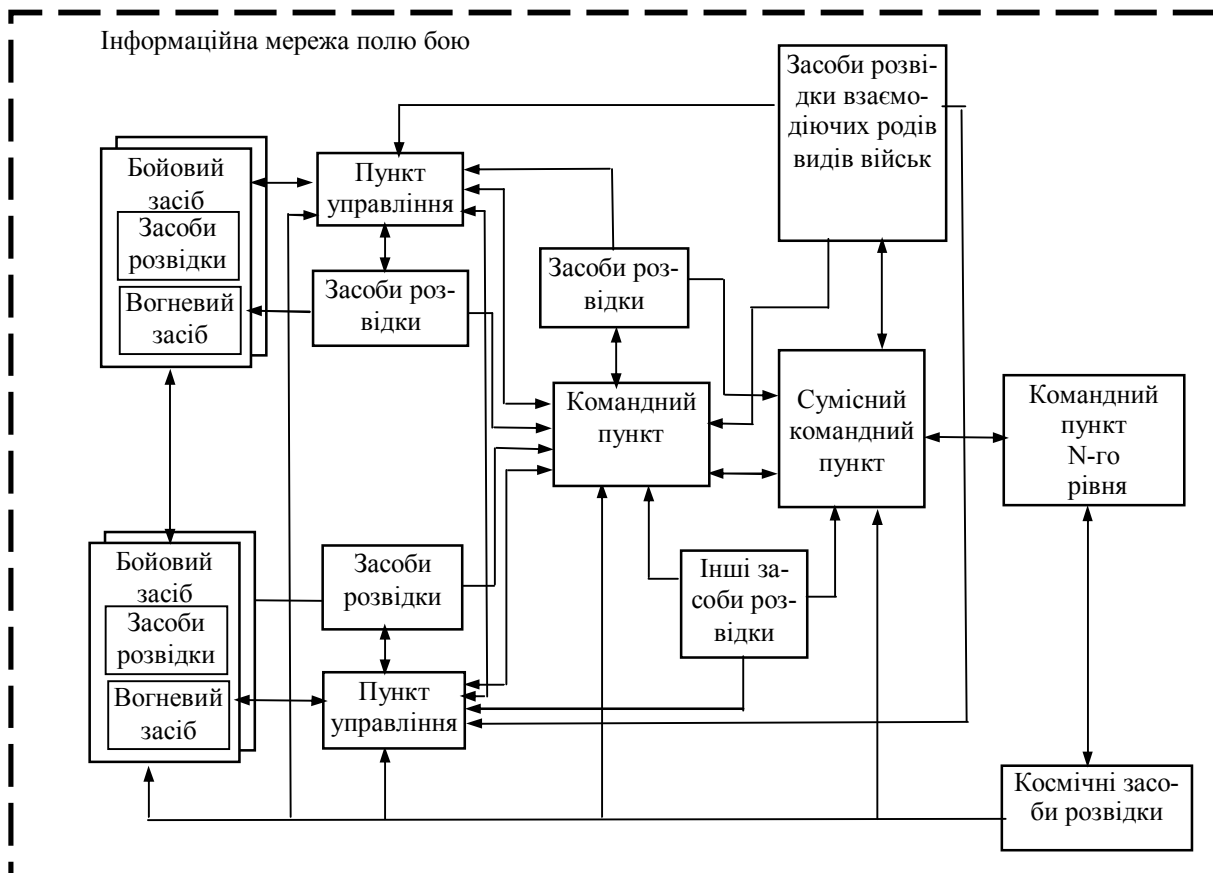 Інформаційна мережа полю бою
Засоби розві-
дки взаємо-
діючих родів
видів військ
Бойовий
засіб
Засоби
розвідки
Вогневий
засіб
Пункт
управління
Засоби роз-
відки
Засоби роз-
відки
Командний
пункт
Сумісний
командний
пункт
Командний
пункт
N-го
рівня
Бойовий
засіб
Засоби
розвідки
Вогневий
засіб
Засоби
розвідки
Пункт
управління
Інші за-
соби роз-
відки
Космічні засо-
би розвідки